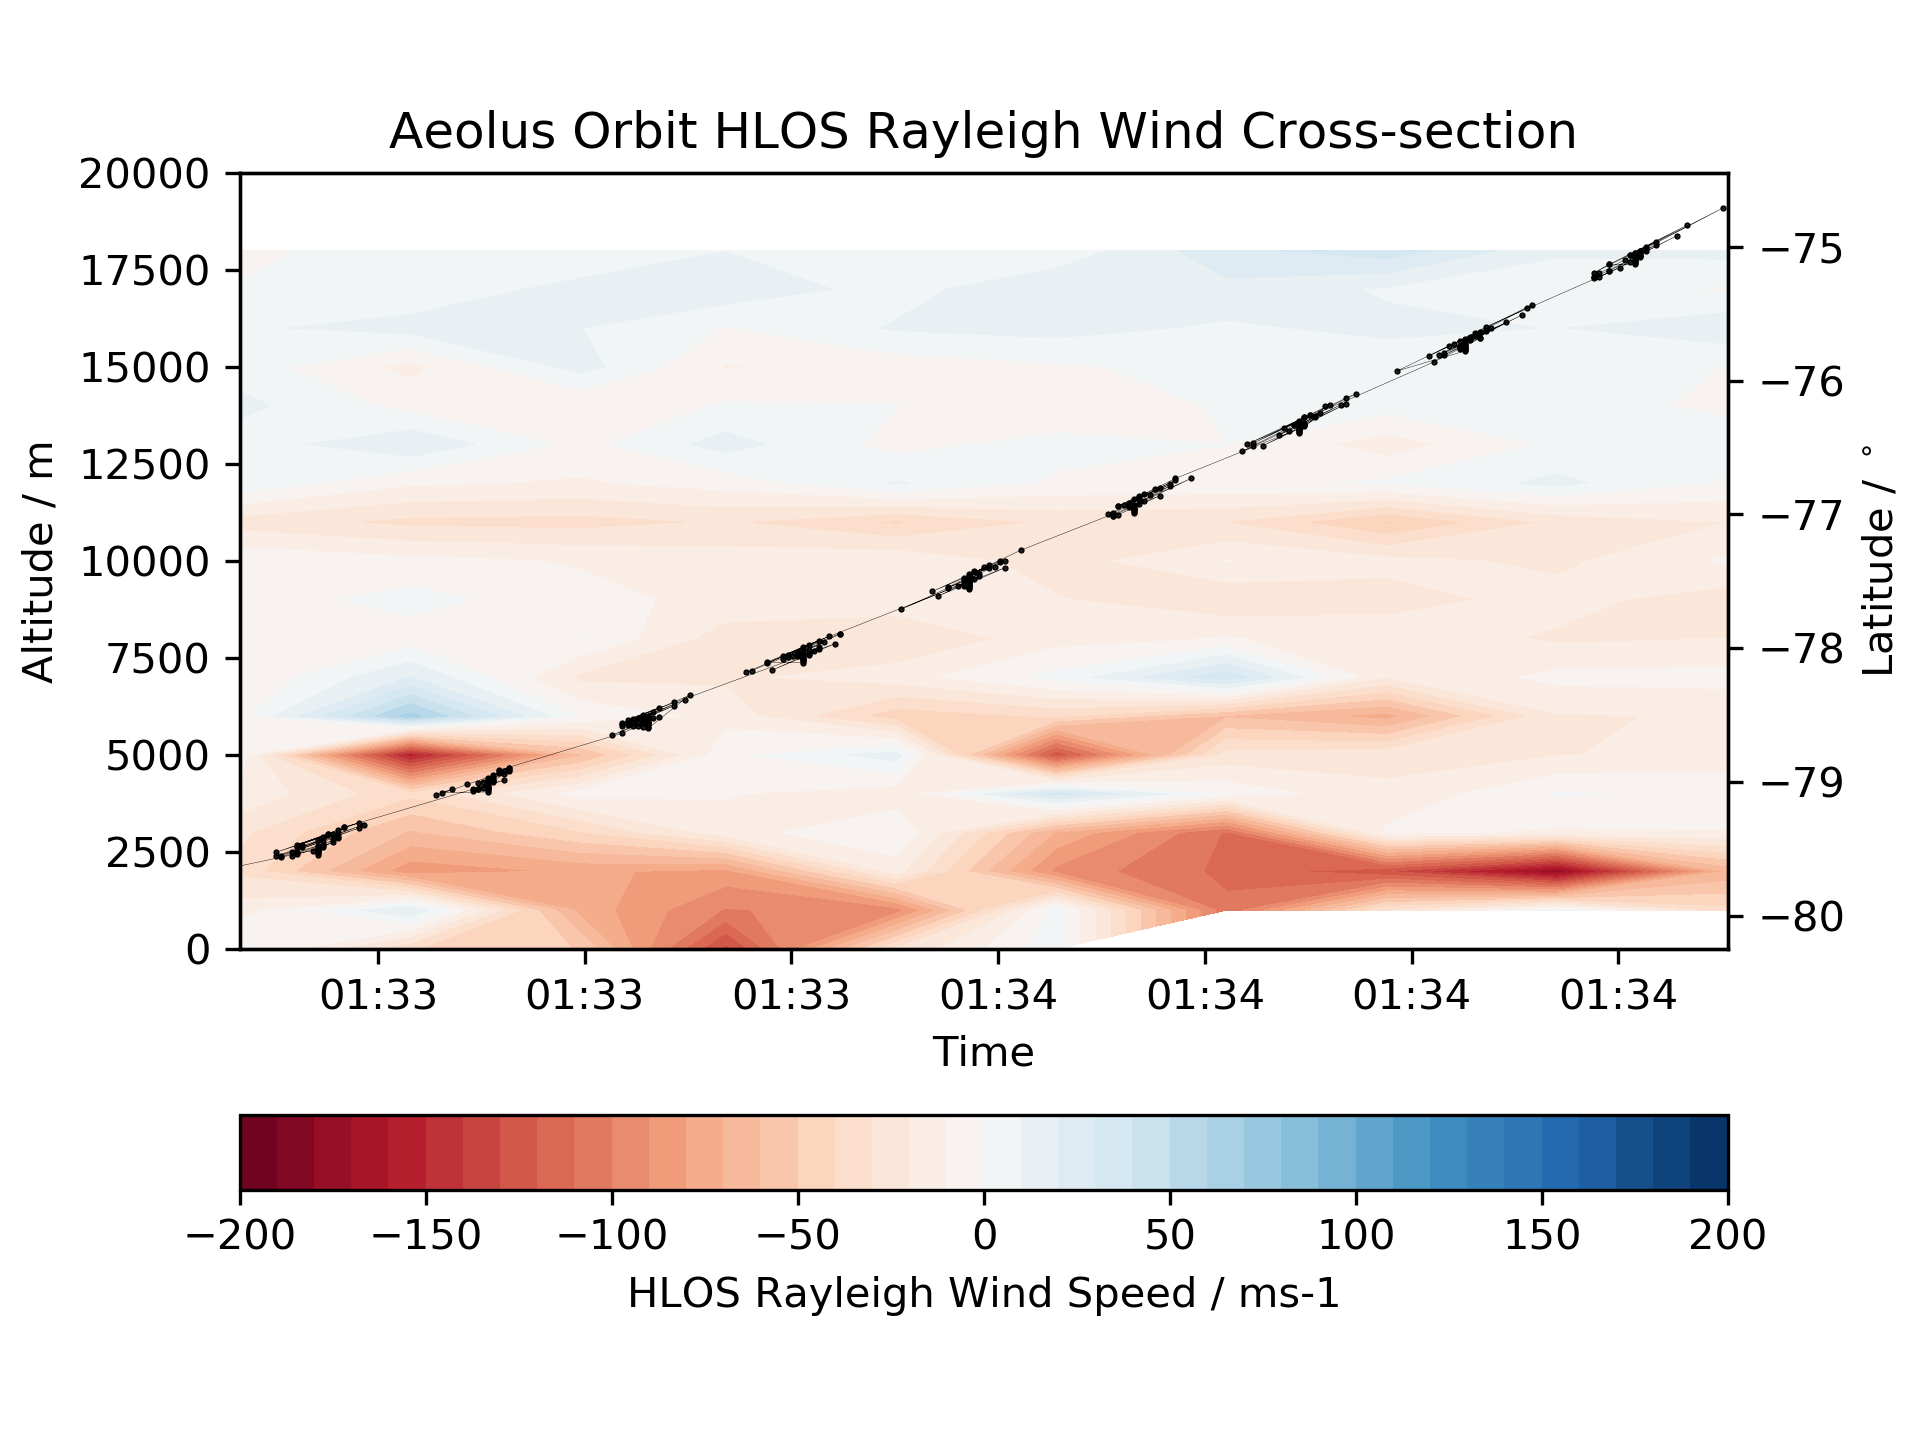 Aeolus Orbit HLOS Rayleigh Wind Cross-section
20000
17500
15000
12500
10000
7500
5000
2500
0
Altitude / m
−75
−76
−77
−78
−79
−80
Latitude / °
01:33 01:33 01:33 01:34 01:34 01:34 01:34
Time
−200 −150 −100 −50 0 50 100 150 200
HLOS Rayleigh Wind Speed / ms-1